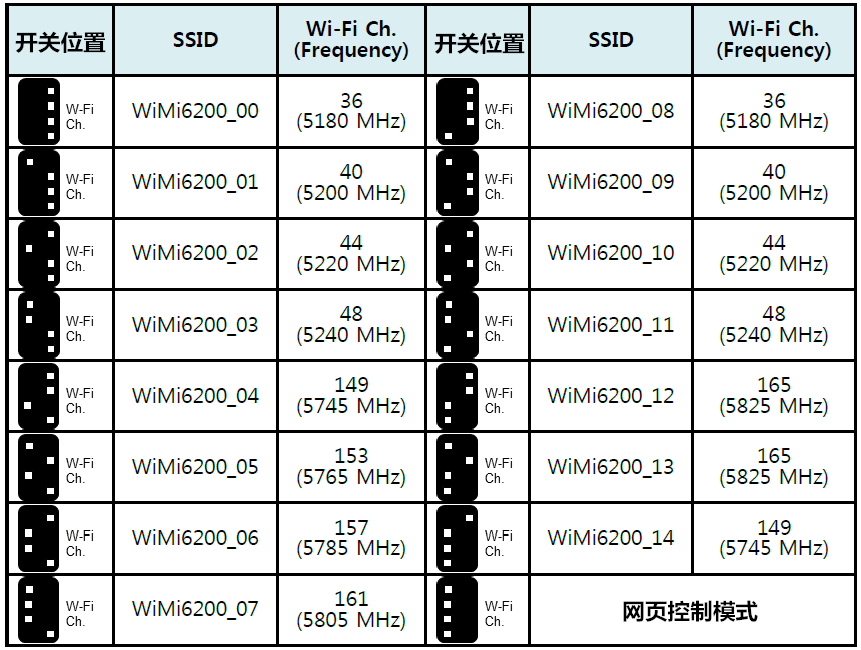 开关位置 SSID Wi-Fi Ch. (Frequency) 开关位置 SSID Wi-Fi Ch. (Frequency)
W-Fi Ch. WiMi6200_00 36 (5180 MHz) W-Fi Ch. WiMi6200_08 36 (5180 MHz)
W-Fi Ch. WiMi6200_01 40 (5200 MHz) W-Fi Ch. WiMi6200_09 40 (5200 MHz)
W-Fi Ch. WiMi6200_02 44 (5220 MHz) W-Fi Ch. WiMi6200_10 44 (5220 MHz)
W-Fi Ch. WiMi6200_03 48 (5240 MHz) W-Fi Ch. WiMi6200_11 48 (5240 MHz)
W-Fi Ch. WiMi6200_04 149 (5745 MHz) W-Fi Ch. WiMi6200_12 165 (5825 MHz)
W-Fi Ch. WiMi6200_05 153 (5765 MHz) W-Fi Ch. WiMi6200_13 165 (5825 MHz)
W-Fi Ch. WiMi6200_06 157 (5785 MHz) W-Fi Ch. WiMi6200_14 149 (5745 MHz)
W-Fi Ch. WiMi6200_07 161 (5805 MHz) W-Fi Ch. 网页控制模式